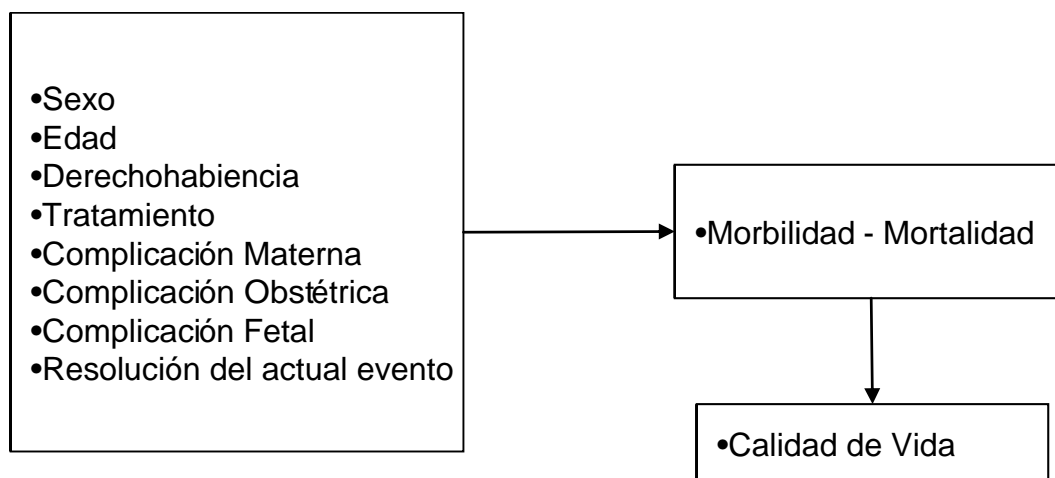 •Sexo
•Edad
•Derechohabiencia
•Tratamiento
•Complicación Materna
•Complicación Obstétrica
•Complicación Fetal
•Resolución del actual evento
•Morbilidad - Mortalidad
•Calidad de Vida